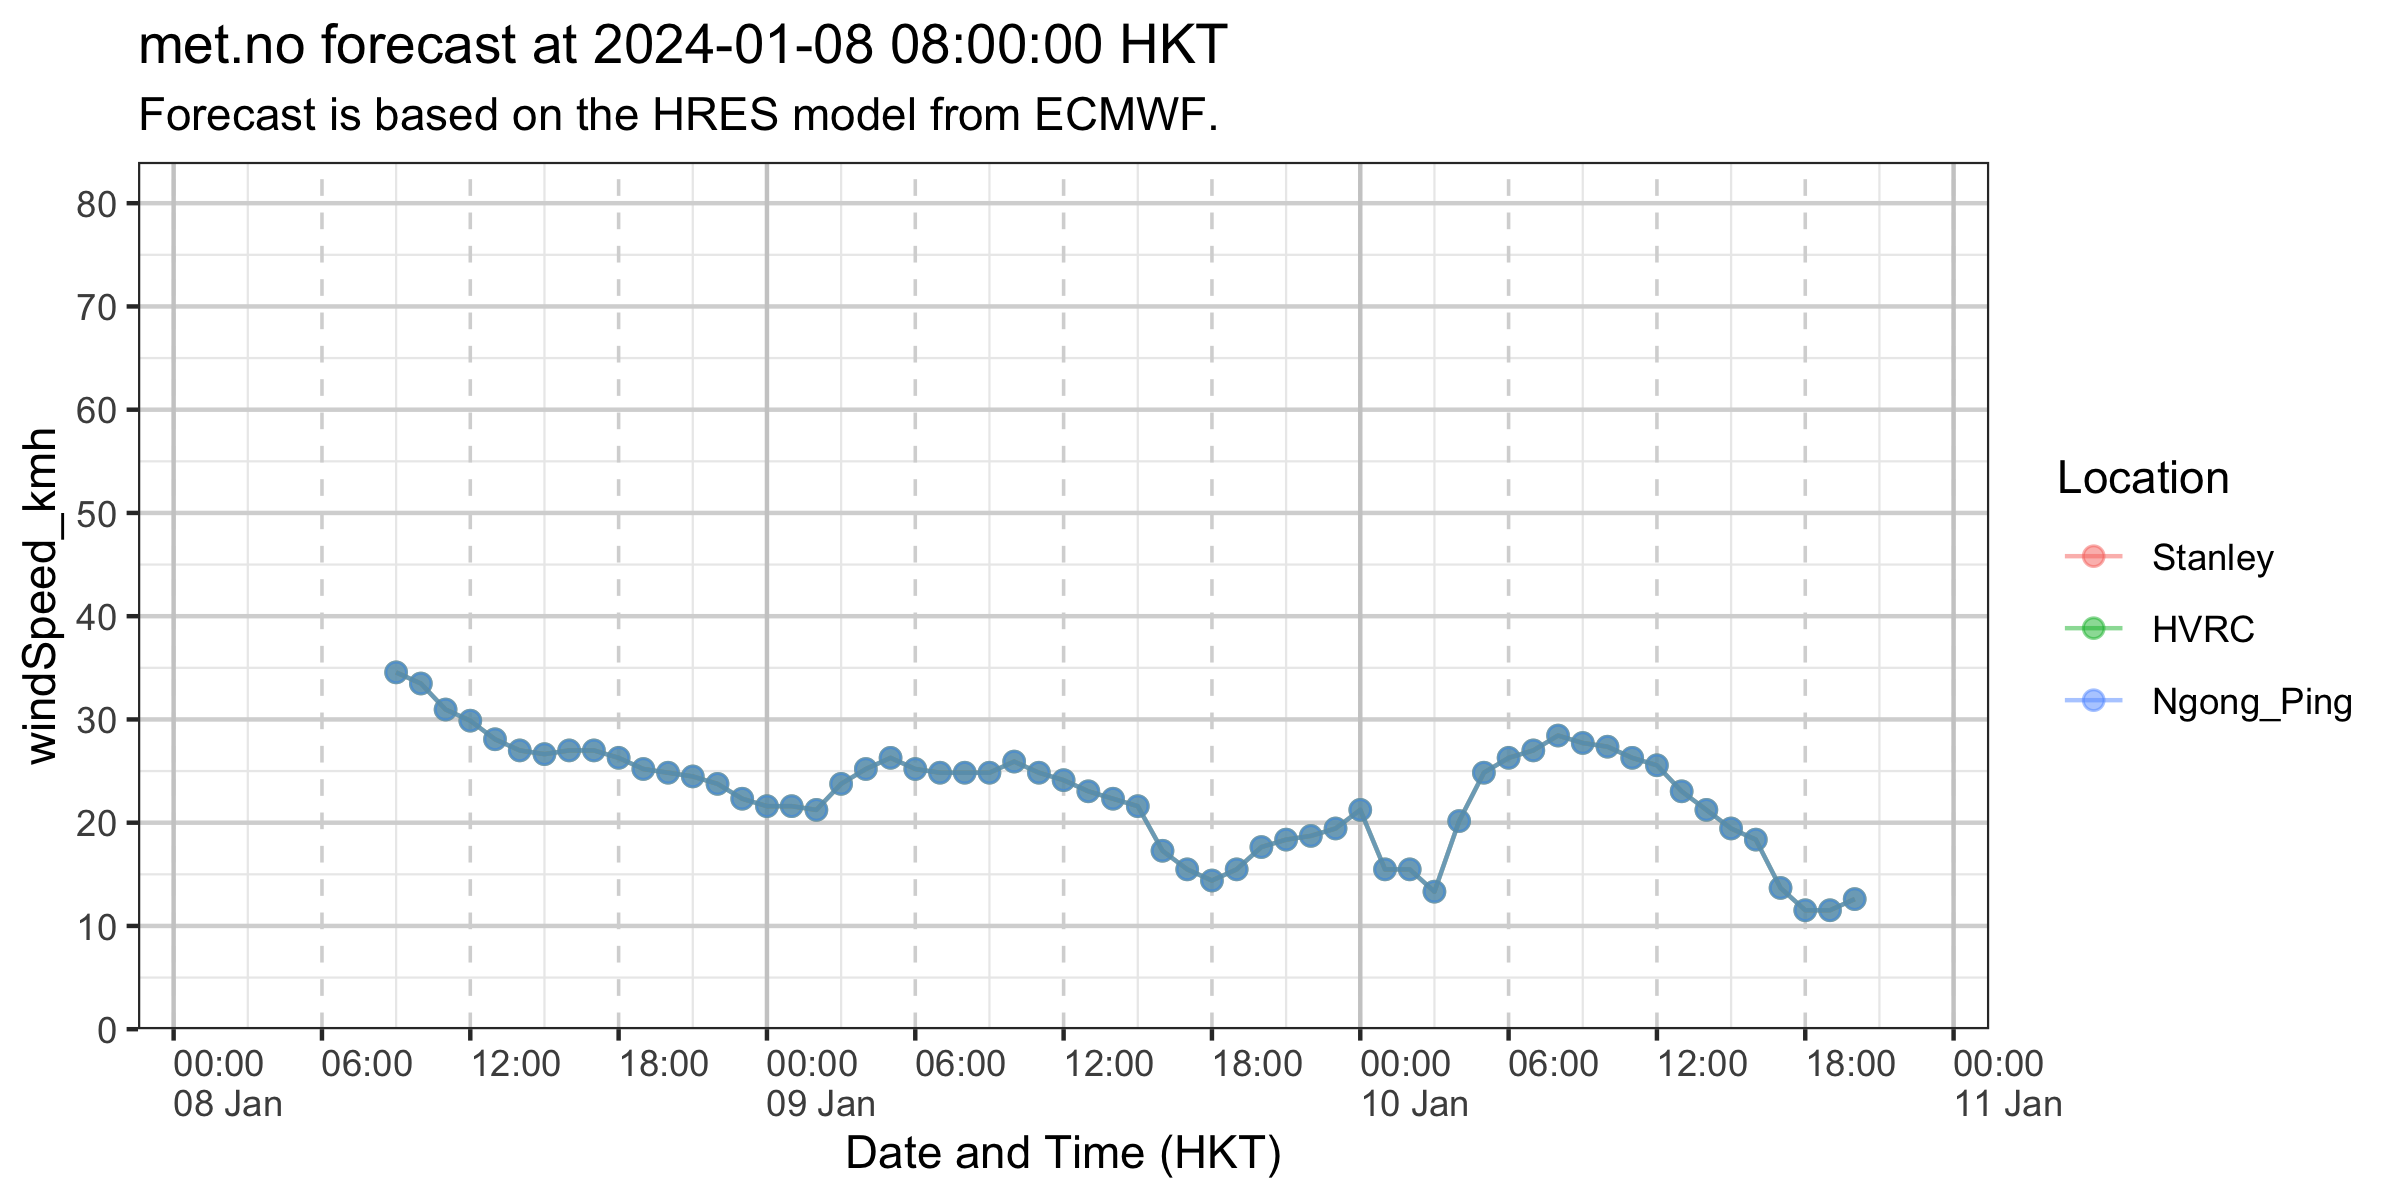 met.no forecast at 2024-01-08 08:00:00 HKT
Forecast is based on the HRES model from ECMWF.
windSpeed_kmh
80
70
60
50
40
30
20
10
0
00:00 06:00 12:00 18:00 00:00 06:00 12:00 18:00 00:00 06:00 12:00 18:00 00:00
08 Jan 09 Jan 10 Jan 11 Jan
Date and Time (HKT)
Location
Stanley
HVRC
Ngong_Ping